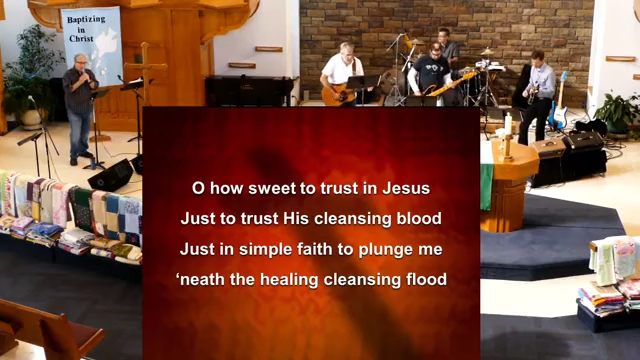 Baptizing
in
Christ
O how sweet to trust in Jesus
Just to trust His cleansing blood
Just in simple faith to plunge me
‘neath the healing cleansing flood